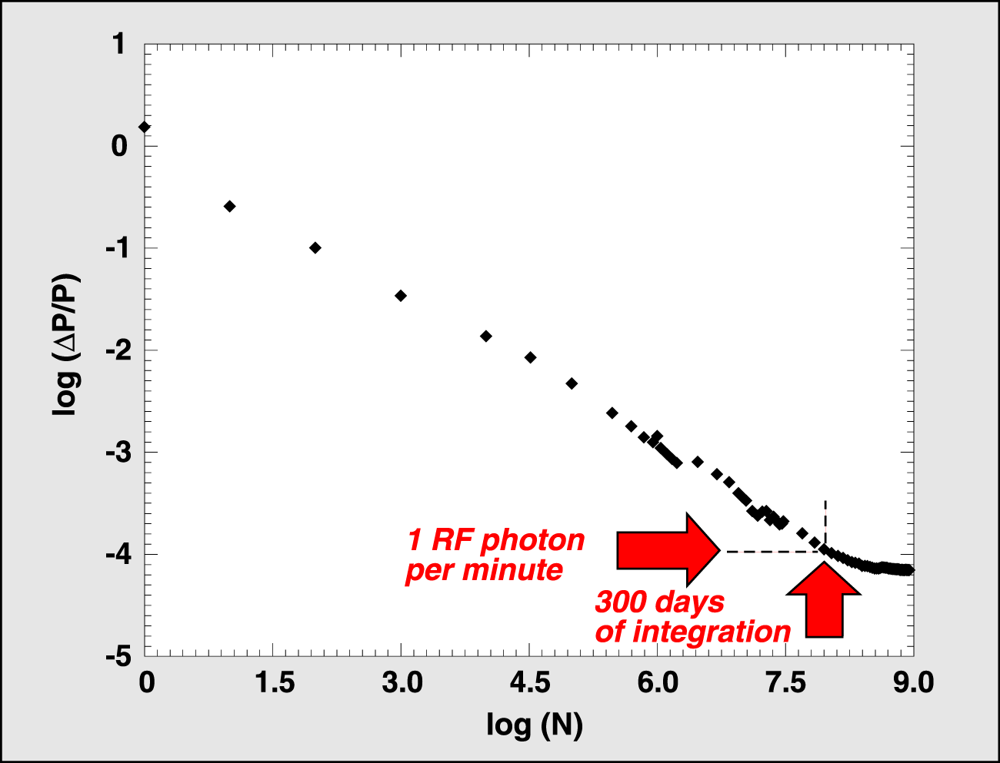 1
0
-1
-2
-3
-4
-5
log (ΔP/P)
1 RF photon
per minute
300 days
of integration
0 1.5 3.0 4.5 6.0 7.5 9.0
log (N)